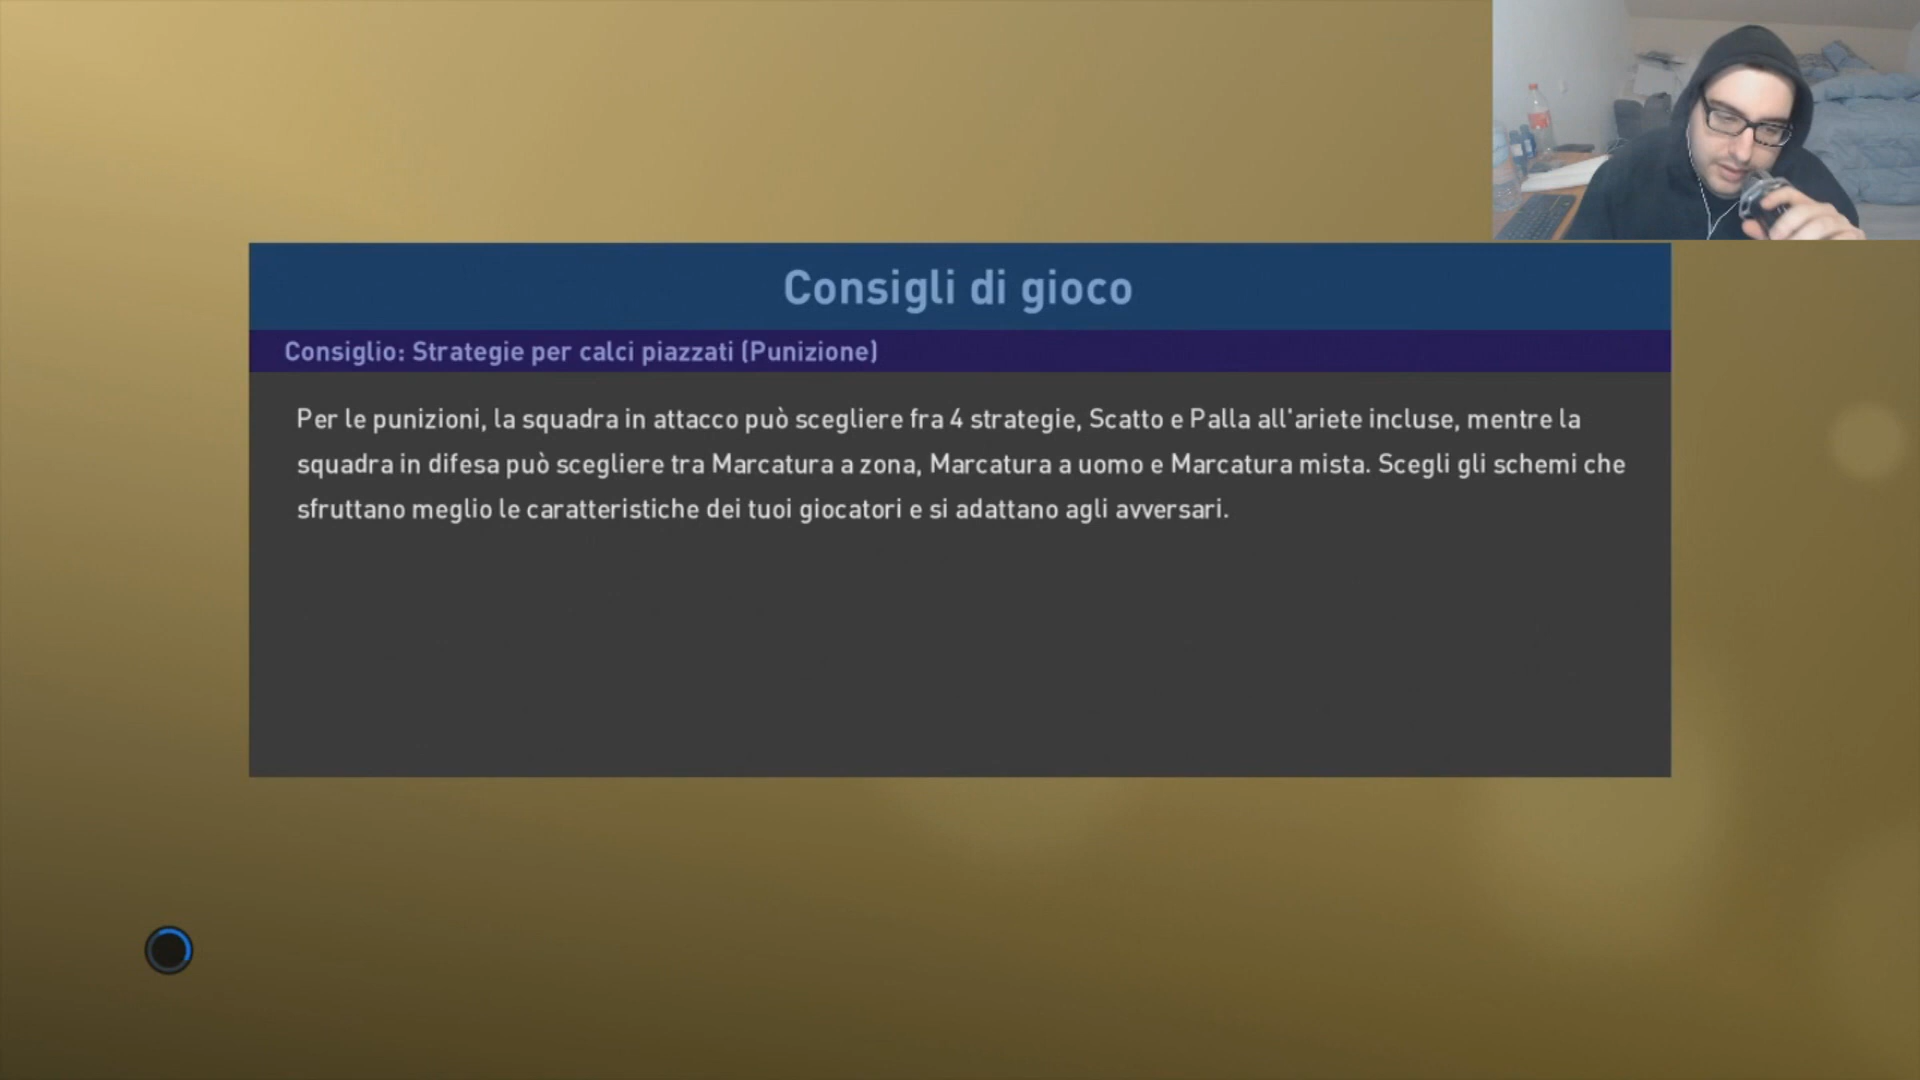 Consigli di gioco
Consiglio: Strategie per calci piazzati (Punizione)
Per le punizioni, la squadra in attacco può scegliere fra 4 strategie, Scatto e Palla all'ariete incluse, mentre la
squadra in difesa può scegliere tra Marcatura a zona, Marcatura a uomo e Marcatura mista. Scegli gli schemi che
sfruttano meglio le caratteristiche dei tuoi giocatori e si adattano agli avversari.